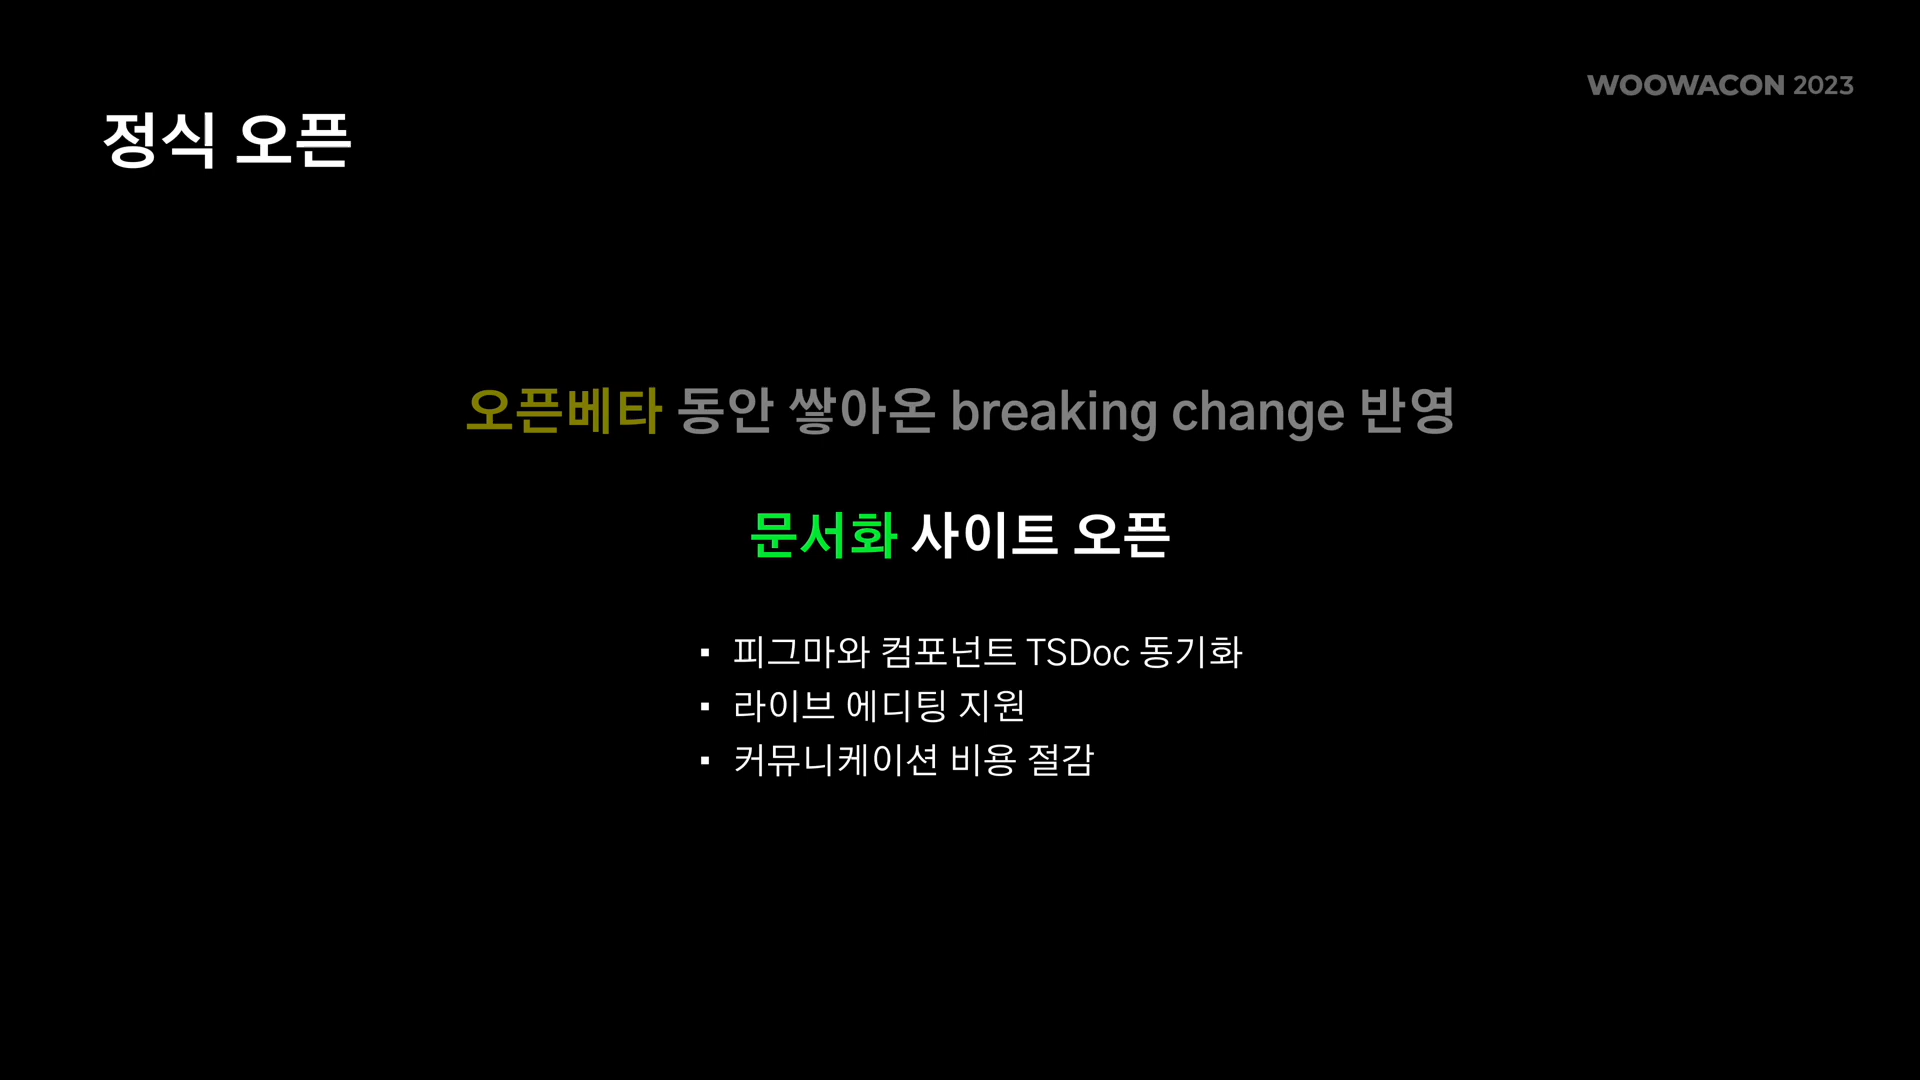 WOOWACON 2023
정식 오픈
오픈베타 동안 쌓아온 breaking change 반영
문서화 사이트 오픈
▪ 피그마와 컴포넌트 TSDoc 동기화
▪ 라이브 에디팅 지원
▪ 커뮤니케이션 비용 절감